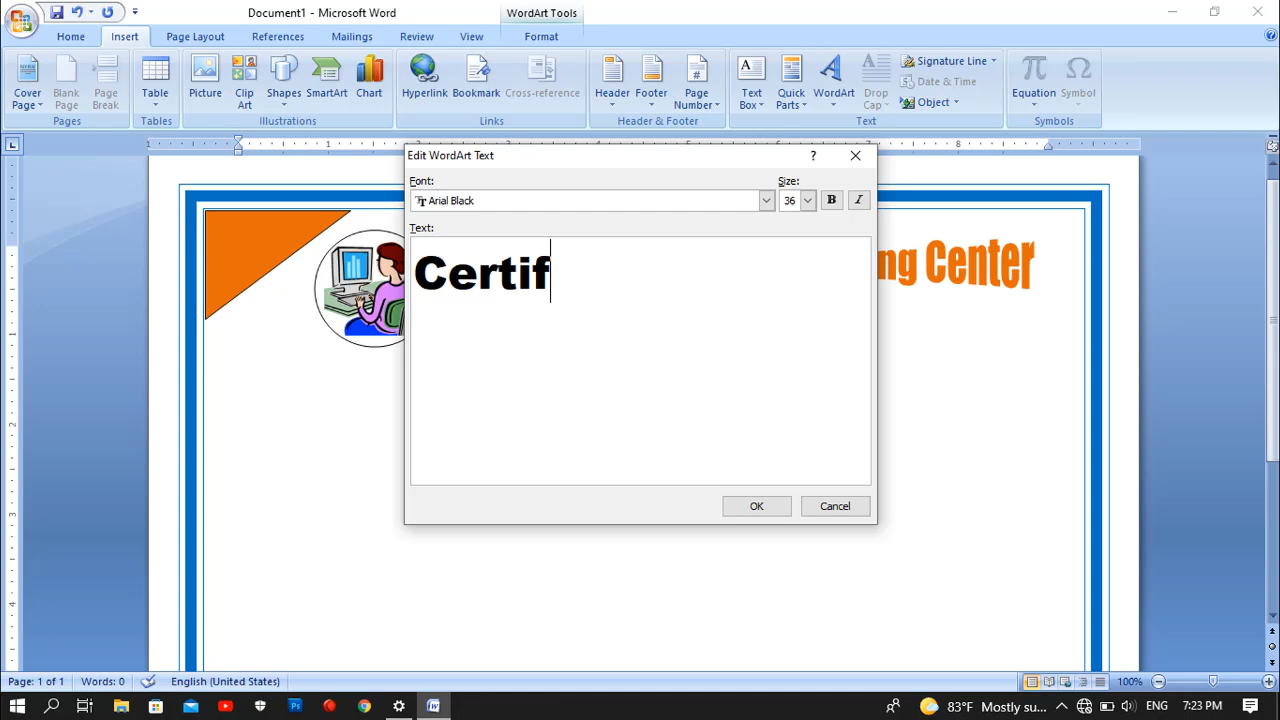 Document1 - Microsoft Word
WordArt Tools
Home Insert Page Layout References Mailings Review View Format
Cover Page
Blank Page
Page Break
Table
Picture
Clip Art
Shapes
SmartArt
Chart
Hyperlink
Bookmark
Cross-reference
Header
Footer
Page Number
Text Box
Quick Parts
WordArt
Drop Cap
Signature Line
Date & Time
Object
Equation
Symbol
Pages Tables Illustrations Links Header & Footer Text Symbols
Edit WordArt Text
Font: Size:
Arial Black 36 B I
Text:
Certif
ng Center
OK Cancel
Page: 1 of 1 Words: 0 English (United States) 100%
83°F Mostly su... ENG 7:23 PM